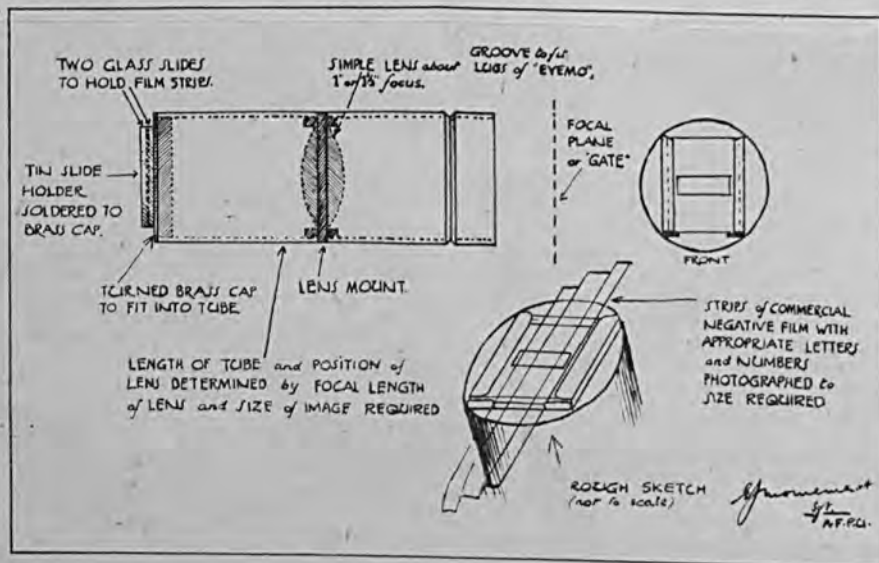 TWO GLASS SLIDES
TO HOLD FILM STRIPS.
SIMPLE LENS about
1" or 1½" focus.
GROOVE to fit
LUGS of "EYEMO".
FOCAL
PLANE
or "GATE"
TIN SLIDE
HOLDER
SOLDERED TO
BRASS CAP.
FRONT
TURNED BRASS CAP
TO FIT INTO TUBE
LENS MOUNT.
STRIPS of COMMERCIAL
NEGATIVE FILM WITH
APPROPRIATE LETTERS
and NUMBERS
PHOTOGRAPHED to
SIZE REQUIRED
LENGTH OF TUBE and POSITION of
LENS DETERMINED by FOCAL LENGTH
of LENS and SIZE of IMAGE REQUIRED
ROUGH SKETCH
(not to scale)
Sgt.
A.F.P.U.